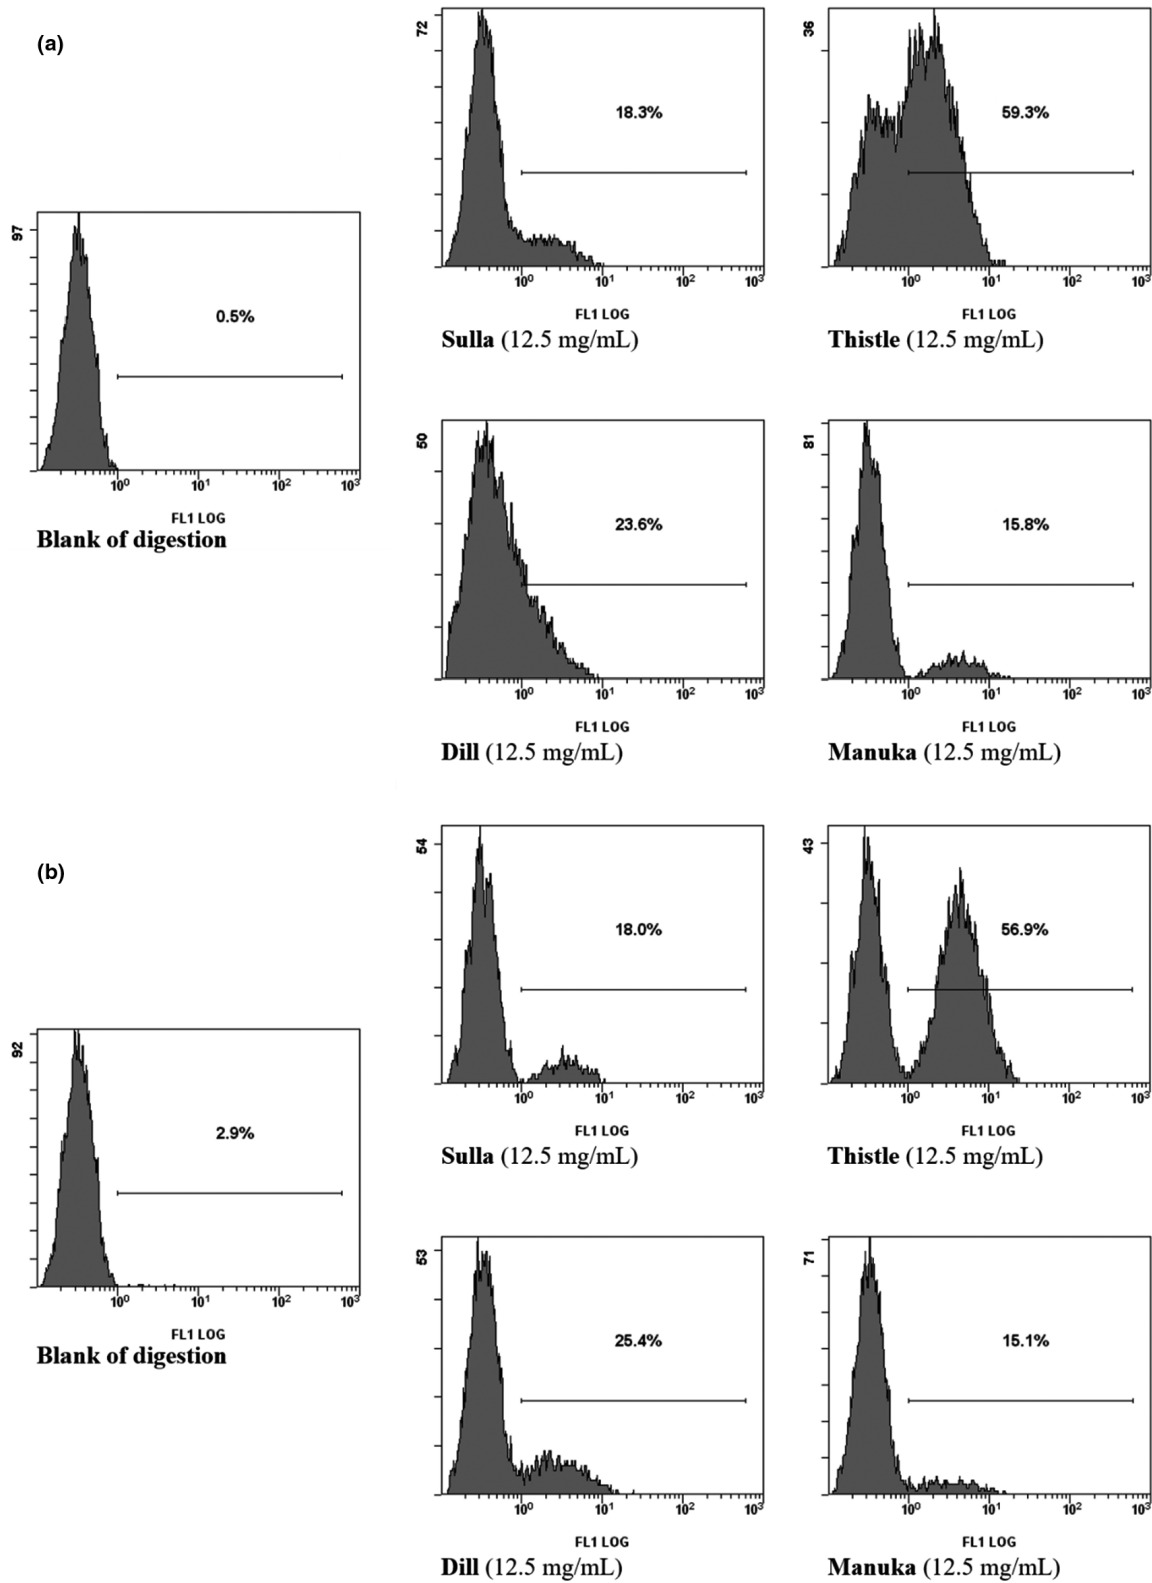 (a)
97
0.5%
10⁰ 10¹ 10² 10³
FL1 LOG
Blank of digestion
72
18.3%
10⁰ 10¹ 10² 10³
FL1 LOG
Sulla (12.5 mg/mL)
36
59.3%
10⁰ 10¹ 10² 10³
FL1 LOG
Thistle (12.5 mg/mL)
50
23.6%
10⁰ 10¹ 10² 10³
FL1 LOG
Dill (12.5 mg/mL)
81
15.8%
10⁰ 10¹ 10² 10³
FL1 LOG
Manuka (12.5 mg/mL)
(b)
92
2.9%
10⁰ 10¹ 10² 10³
FL1 LOG
Blank of digestion
54
18.0%
10⁰ 10¹ 10² 10³
FL1 LOG
Sulla (12.5 mg/mL)
43
56.9%
10⁰ 10¹ 10² 10³
FL1 LOG
Thistle (12.5 mg/mL)
53
25.4%
10⁰ 10¹ 10² 10³
FL1 LOG
Dill (12.5 mg/mL)
71
15.1%
10⁰ 10¹ 10² 10³
FL1 LOG
Manuka (12.5 mg/mL)